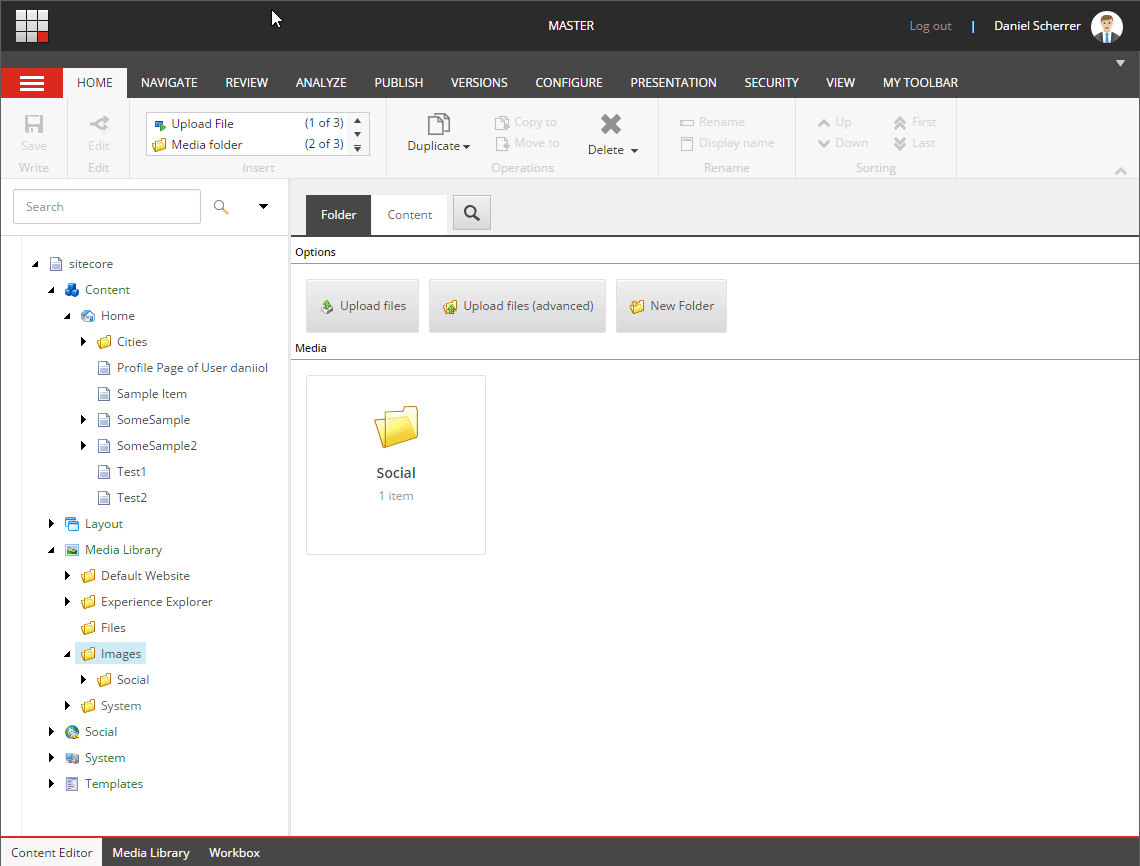 MASTER
Log out | Daniel Scherrer
HOME NAVIGATE REVIEW ANALYZE PUBLISH VERSIONS CONFIGURE PRESENTATION SECURITY VIEW MY TOOLBAR
Save
Write
Edit
Edit
Upload File (1 of 3)
Media folder (2 of 3)
Insert
Duplicate
Copy to
Move to
Delete
Operations
Rename
Display name
Rename
Up
Down
First
Last
Sorting
Search
sitecore
Content
Home
Cities
Profile Page of User daniiol
Sample Item
SomeSample
SomeSample2
Test1
Test2
Layout
Media Library
Default Website
Experience Explorer
Files
Images
Social
System
Social
System
Templates
Folder Content
Options
Upload files Upload files (advanced) New Folder
Media
Social
1 item
Content Editor Media Library Workbox